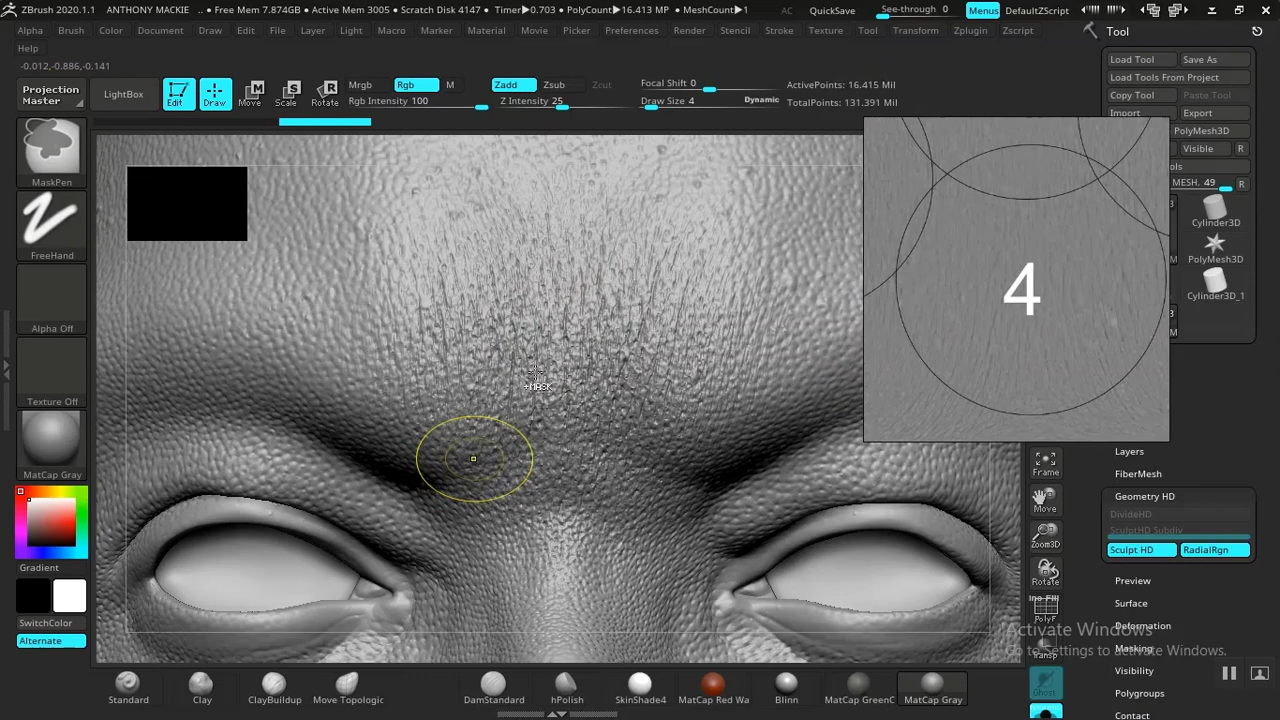 ZBrush 2020.1.1 ANTHONY MACKIE .. • Free Mem 7.874GB • Active Mem 3005 • Scratch Disk 4147 • Timer▶0.703 • PolyCount▶16.413 MP • MeshCount▶1 AC QuickSave See-through 0 Menus DefaultZScript
Alpha Brush Color Document Draw Edit File Layer Light Macro Marker Material Movie Picker Preferences Render Stencil Stroke Texture Tool Transform Zplugin Zscript
Help
Tool
-0.012,-0.886,-0.141
Load Tool Save As
Load Tools From Project
Copy Tool Paste Tool
Import Export
PolyMesh3D
Visible R
ols
MESH. 49 R
Projection
Master
LightBox
Edit Draw Move Scale Rotate
Mrgb Rgb M
Rgb Intensity 100
Zadd Zsub Zcut
Z Intensity 25
Focal Shift 0
Draw Size 4 Dynamic
ActivePoints: 16.415 Mil
TotalPoints: 131.391 Mil
MaskPen
FreeHand
Alpha Off
Texture Off
MatCap Gray
Gradient
SwitchColor
Alternate
+MASK
4
3
Cylinder3D
M PolyMesh3D
Cylinder3D_1
3
M
Frame
Move
Zoom3D
Rotate
PolyF
Transp
Ghost
Layers
FiberMesh
Geometry HD
DivideHD
SculptHD Subdiv
Sculpt HD RadialRgn
Preview
Surface
Deformation
Masking
Visibility
Polygroups
Contact
Activate Windows
Go to Settings to activate Windows.
Standard Clay ClayBuildup Move Topologic DamStandard hPolish SkinShade4 MatCap Red Wa Blinn MatCap GreenC MatCap Gray